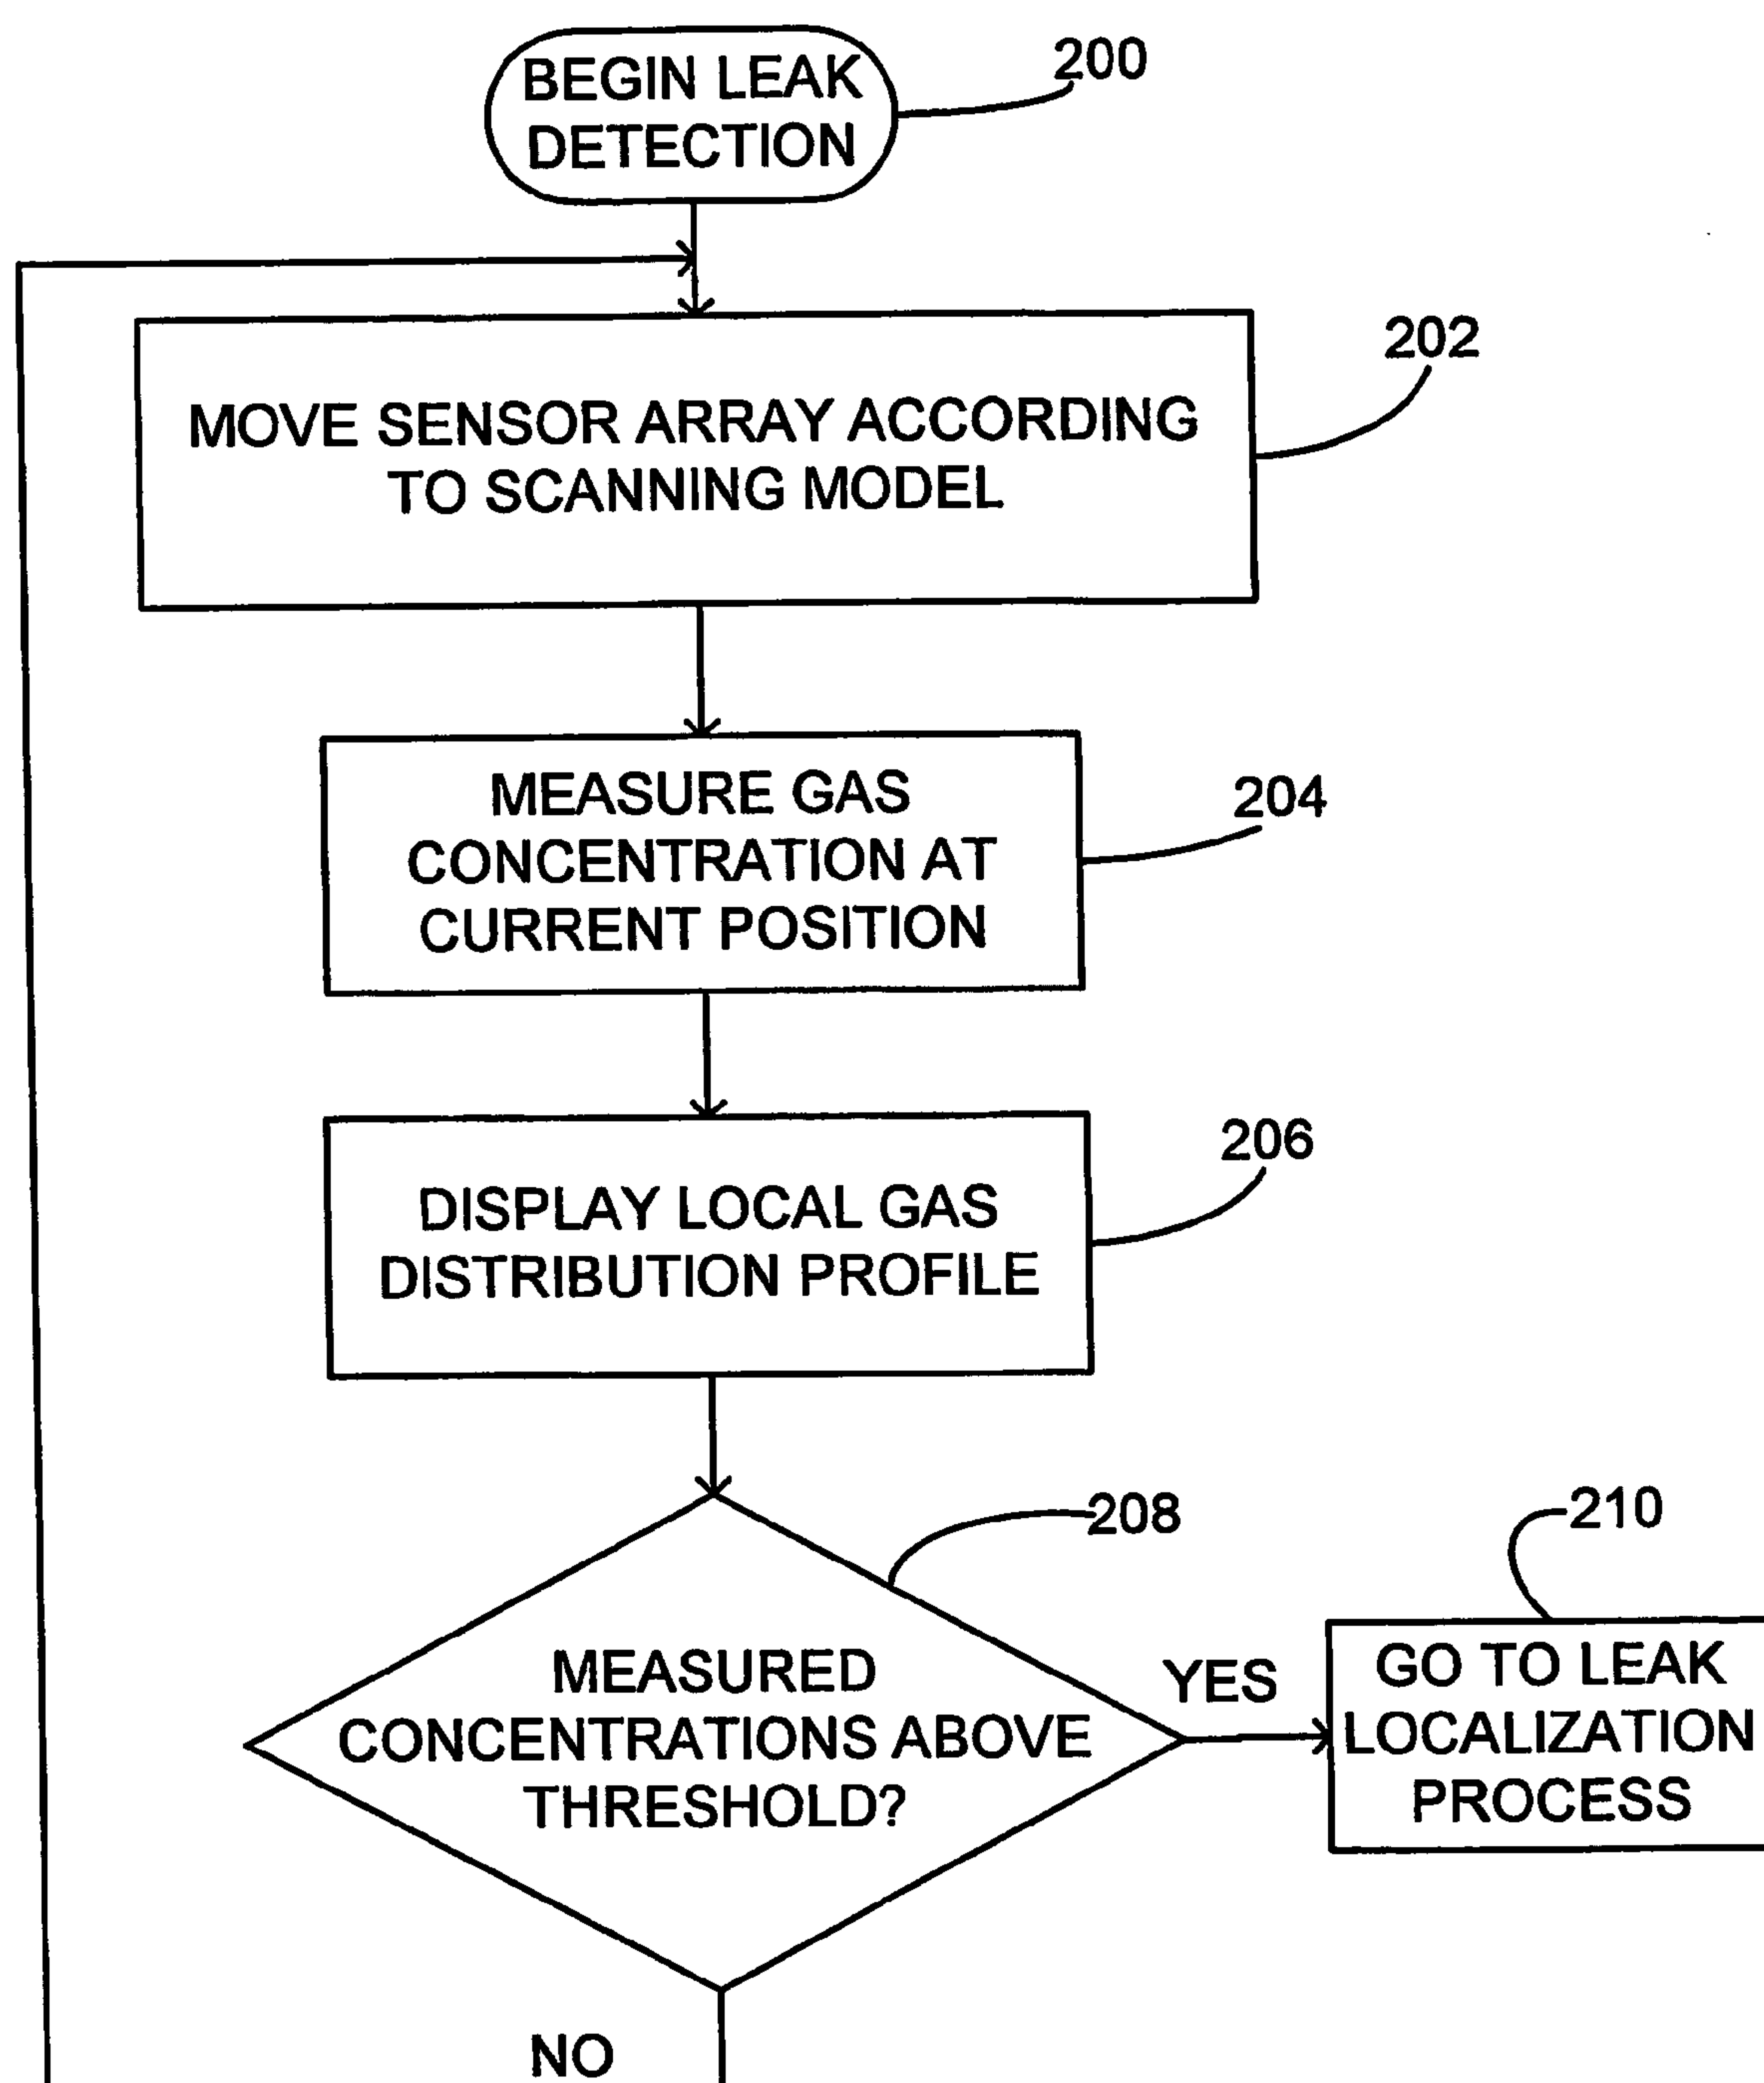 BEGIN LEAK
DETECTION
200
MOVE SENSOR ARRAY ACCORDING
TO SCANNING MODEL
202
MEASURE GAS
CONCENTRATION AT
CURRENT POSITION
204
DISPLAY LOCAL GAS
DISTRIBUTION PROFILE
206
MEASURED
CONCENTRATIONS ABOVE
THRESHOLD?
208
YES
GO TO LEAK
LOCALIZATION
PROCESS
210
NO